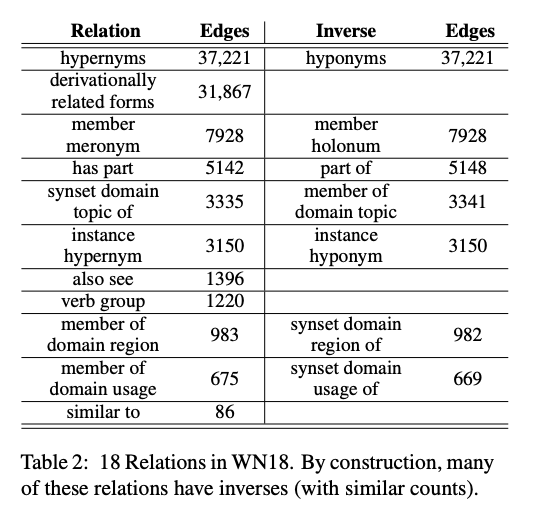 Relation Edges Inverse Edges
hypernyms 37,221 hyponyms 37,221
derivationally
related forms 31,867
member member
meronym 7928 holonum 7928
has part 5142 part of 5148
synset domain member of
topic of 3335 domain topic 3341
instance instance
hypernym 3150 hyponym 3150
also see 1396
verb group 1220
member of synset domain
domain region 983 region of 982
member of synset domain
domain usage 675 usage of 669
similar to 86
Table 2: 18 Relations in WN18. By construction, many
of these relations have inverses (with similar counts).